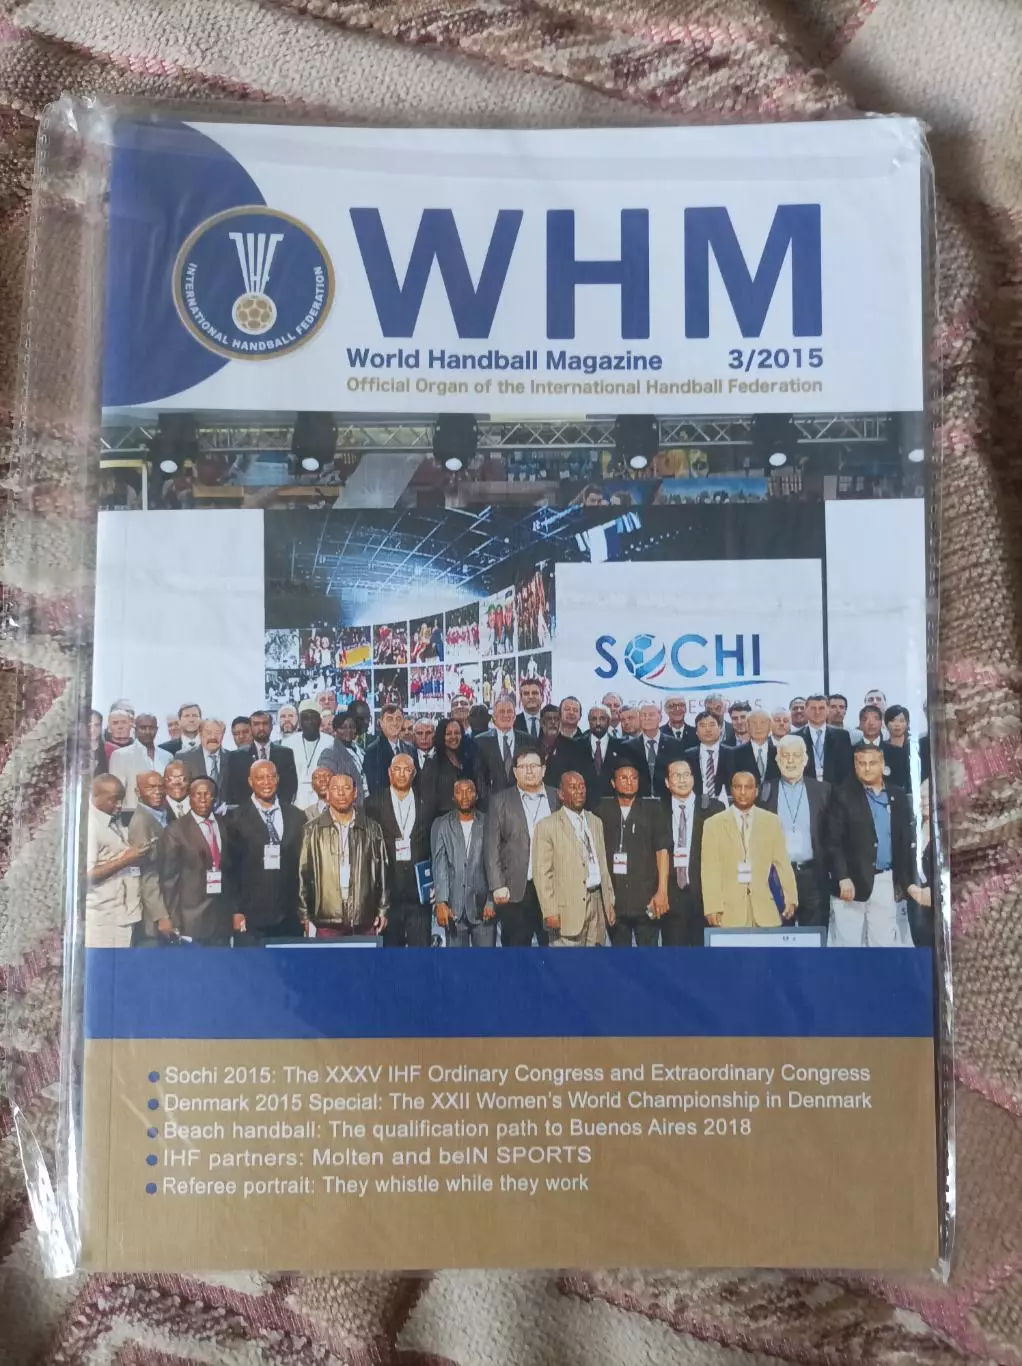 WHM
IHF
INTERNATIONAL HANDBALL FEDERATION
World Handball Magazine 3/2015
Official Organ of the International Handball Federation
SOCHI
• Sochi 2015: The XXXV IHF Ordinary Congress and Extraordinary Congress
• Denmark 2015 Special: The XXII Women's World Championship in Denmark
• Beach handball: The qualification path to Buenos Aires 2018
• IHF partners: Molten and beIN SPORTS
• Referee portrait: They whistle while they work